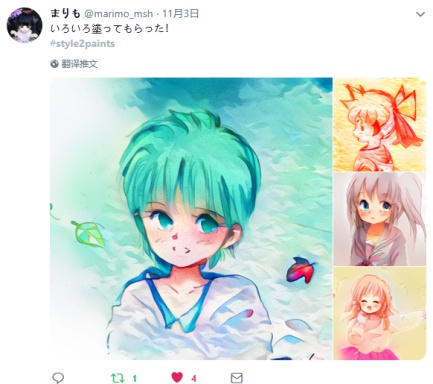 まりも @marimo_msh · 11月3日
いろいろ塗ってもらった!
#style2paints
翻译推文
1
4